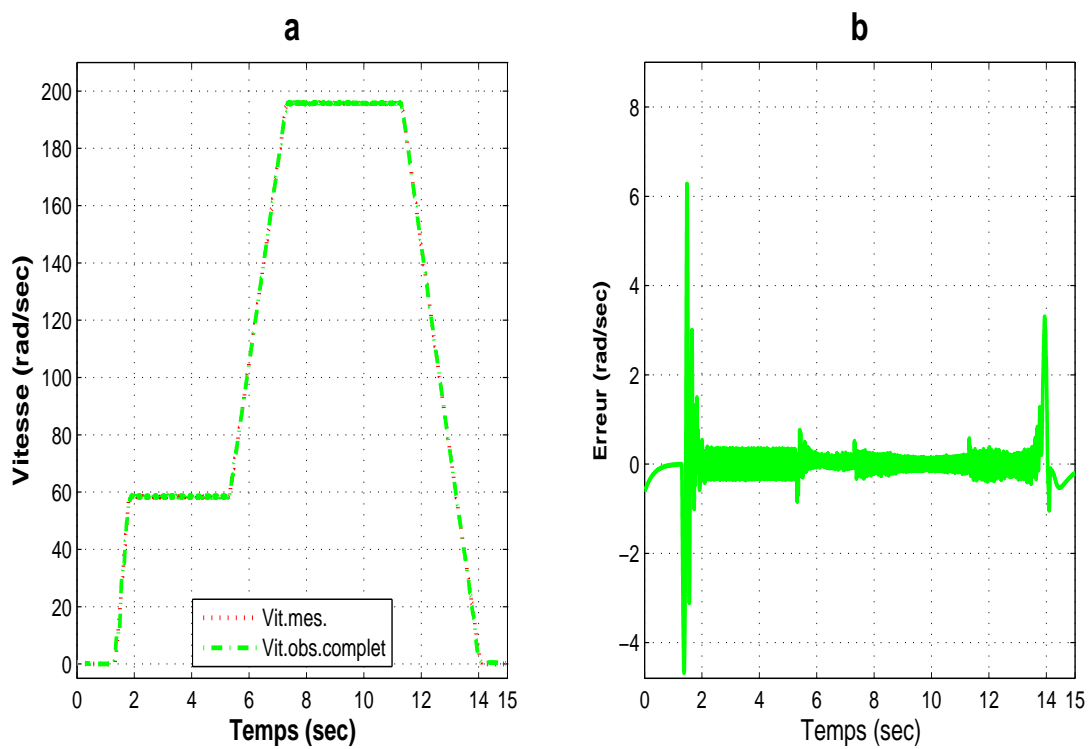 a
b
Vitesse (rad/sec)
200
180
160
140
120
100
80
60
40
20
0
Vit.mes.
Vit.obs.complet
0 2 4 6 8 10 12 14 15
Temps (sec)
Erreur (rad/sec)
8
6
4
2
0
−2
−4
0 2 4 6 8 10 12 14 15
Temps (sec)